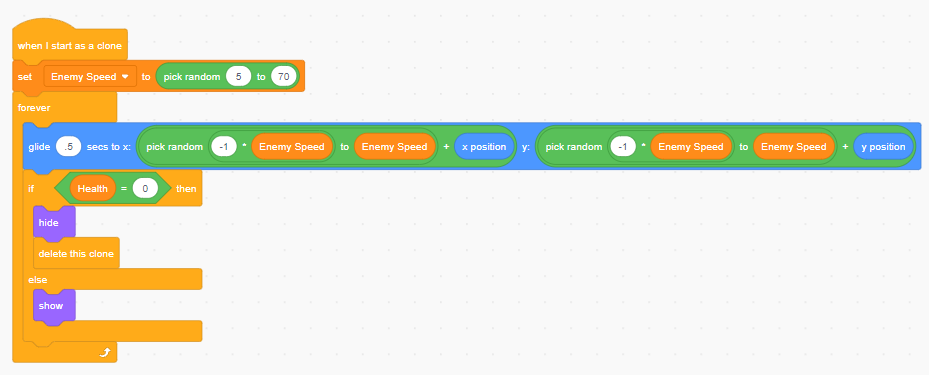 when I start as a clone
set Enemy Speed to pick random 5 to 70
forever
glide .5 secs to x: pick random -1 * Enemy Speed to Enemy Speed + x position y: pick random -1 * Enemy Speed to Enemy Speed + y position
if Health = 0 then
hide
delete this clone
else
show